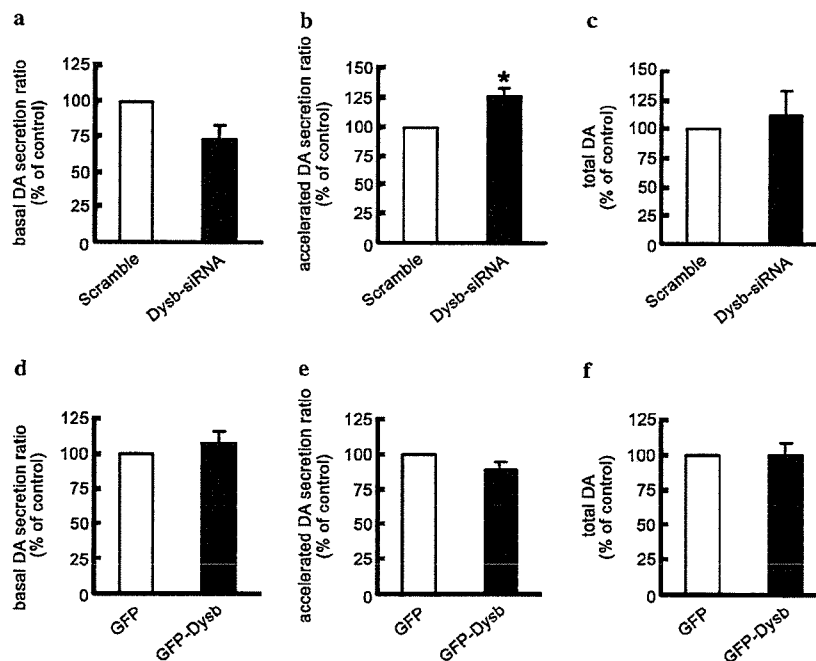 a
b
c
basal DA secretion ratio
(% of control)
125
100
75
50
25
0
Scramble
Dysb-siRNA
accelerated DA secretion ratio
(% of control)
150
125
100
75
50
25
0
*
Scramble
Dysb-siRNA
total DA
(% of control)
150
125
100
75
50
125
0
Scramble
Dysb-siRNA
d
e
f
basal DA secretion ratio
(% of control)
125
100
75
50
25
0
GFP
GFP-Dysb
accelerated DA secretion ratio
(% of control)
125
100
75
50
25
0
GFP
GFP-Dysb
total DA
(% of control)
125
100
75
50
25
0
GFP
GFP-Dysb